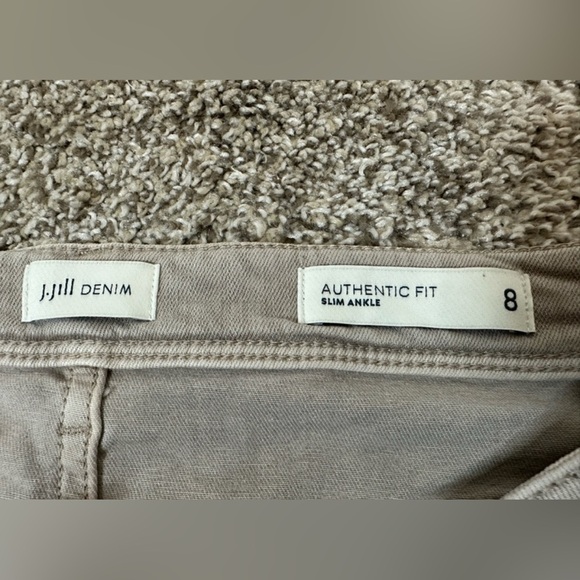 J.Jill DENIM
AUTHENTIC FIT
SLIM ANKLE
8